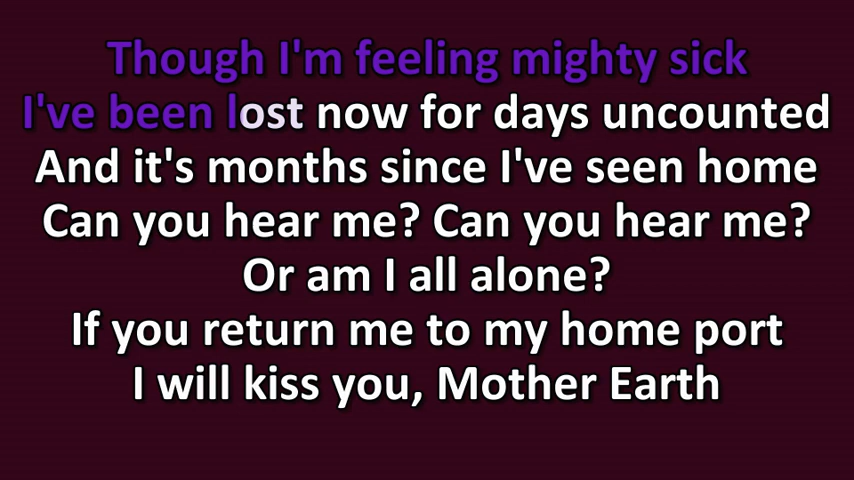 Though I'm feeling mighty sick
I've been lost now for days uncounted
And it's months since I've seen home
Can you hear me? Can you hear me?
Or am I all alone?
If you return me to my home port
I will kiss you, Mother Earth